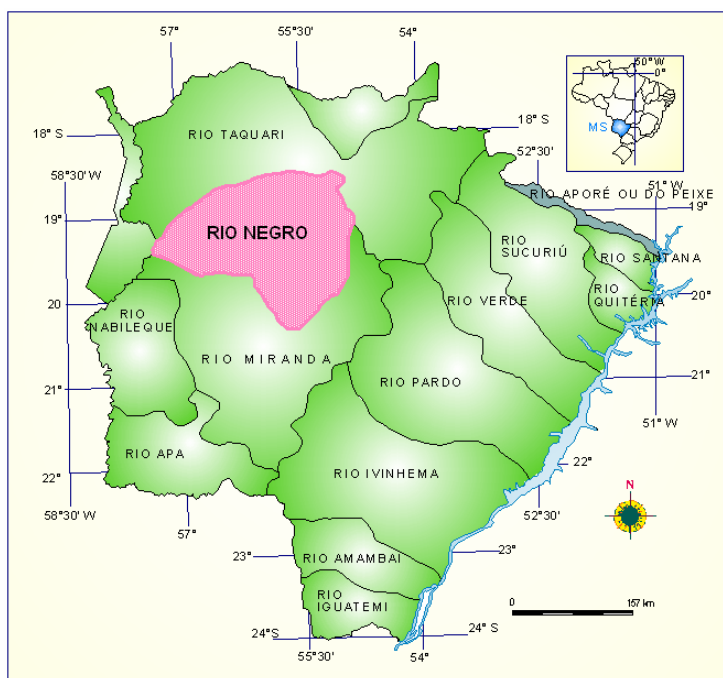 57°
55°30'
54°
50° W
0°
MS
18° S
RIO TAQUARI
18° S
52°30'
58°30' W
RIO APORÉ OU DO PEIXE
51° W
19°
19°
RIO NEGRO
RIO
SUCURIÚ
RIO SANTANA
RIO
QUITÉRIA
20
RIO
NABILEQUE
RIO VERDE
20°
RIO MIRANDA
RIO PARDO
21°
21°
51°
W
RIO APA
22°
RIO IVINHEMA
22°
58°30' W
57°
52°30'
N
23°
RIO AMAMBAI
23°
RIO
IGUATEMI
0
157 km
24°S
24° S
55°30'
54°